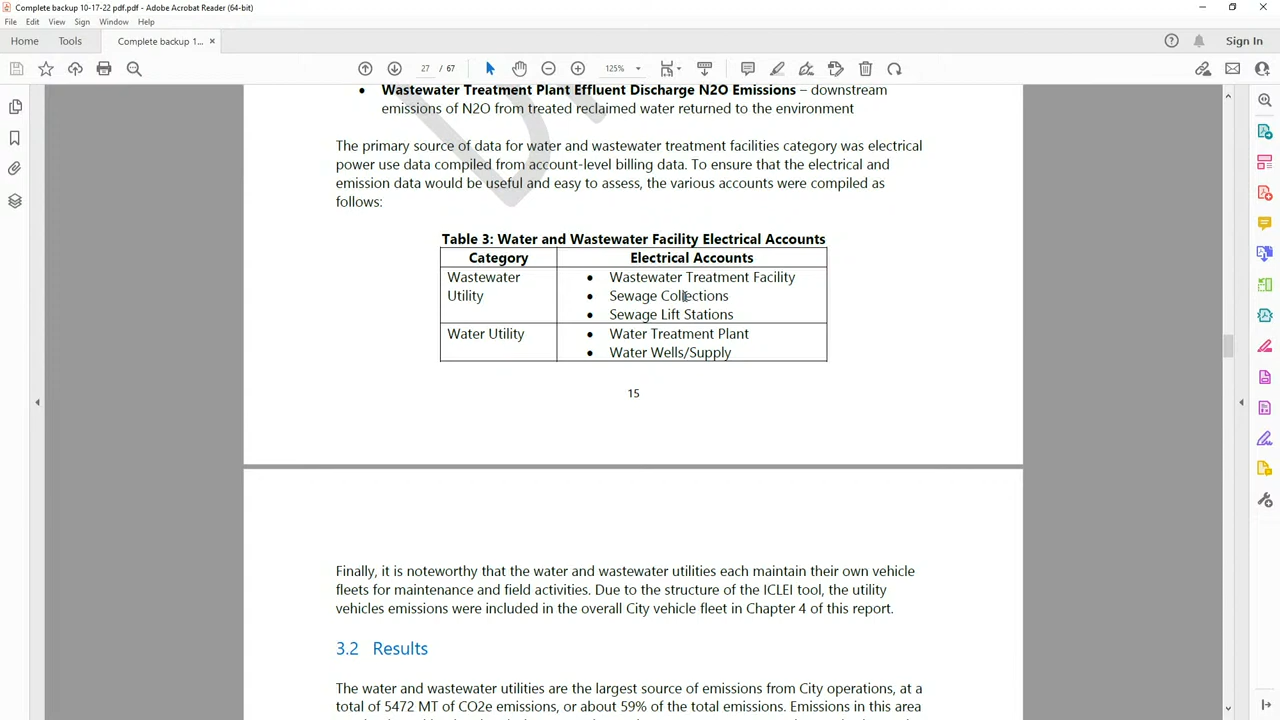 Complete backup 10-17-22 pdf.pdf - Adobe Acrobat Reader (64-bit)
File Edit View Sign Window Help
Home Tools Complete backup 1... × Sign In
27 / 67 125%
• Wastewater Treatment Plant Effluent Discharge N2O Emissions – downstream
emissions of N2O from treated reclaimed water returned to the environment
The primary source of data for water and wastewater treatment facilities category was electrical
power use data compiled from account-level billing data. To ensure that the electrical and
emission data would be useful and easy to assess, the various accounts were compiled as
follows:
Table 3: Water and Wastewater Facility Electrical Accounts
Category Electrical Accounts
Wastewater • Wastewater Treatment Facility
Utility • Sewage Collections
• Sewage Lift Stations
Water Utility • Water Treatment Plant
• Water Wells/Supply
15
Finally, it is noteworthy that the water and wastewater utilities each maintain their own vehicle
fleets for maintenance and field activities. Due to the structure of the ICLEI tool, the utility
vehicles emissions were included in the overall City vehicle fleet in Chapter 4 of this report.
3.2 Results
The water and wastewater utilities are the largest source of emissions from City operations, at a
total of 5472 MT of CO2e emissions, or about 59% of the total emissions. Emissions in this area